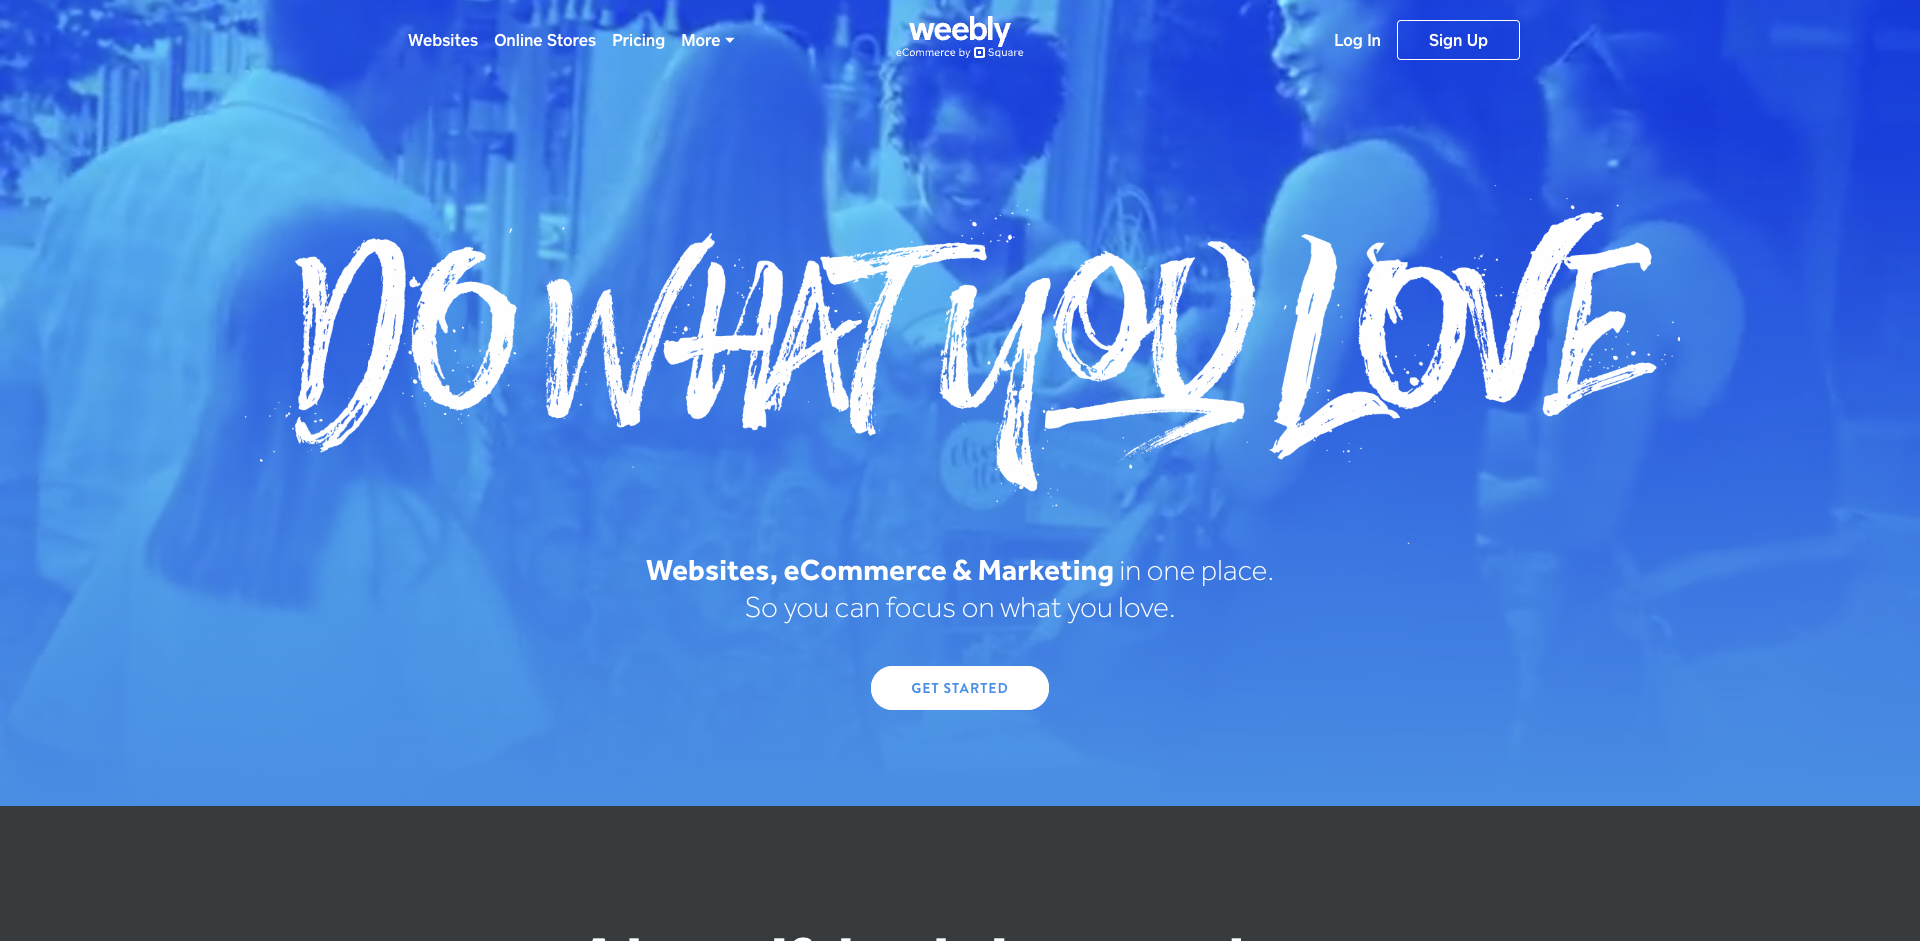 Websites Online Stores Pricing More
weebly
eCommerce by Square
Log In Sign Up
DO WHAT YOU LOVE
Websites, eCommerce & Marketing in one place.
So you can focus on what you love.
GET STARTED